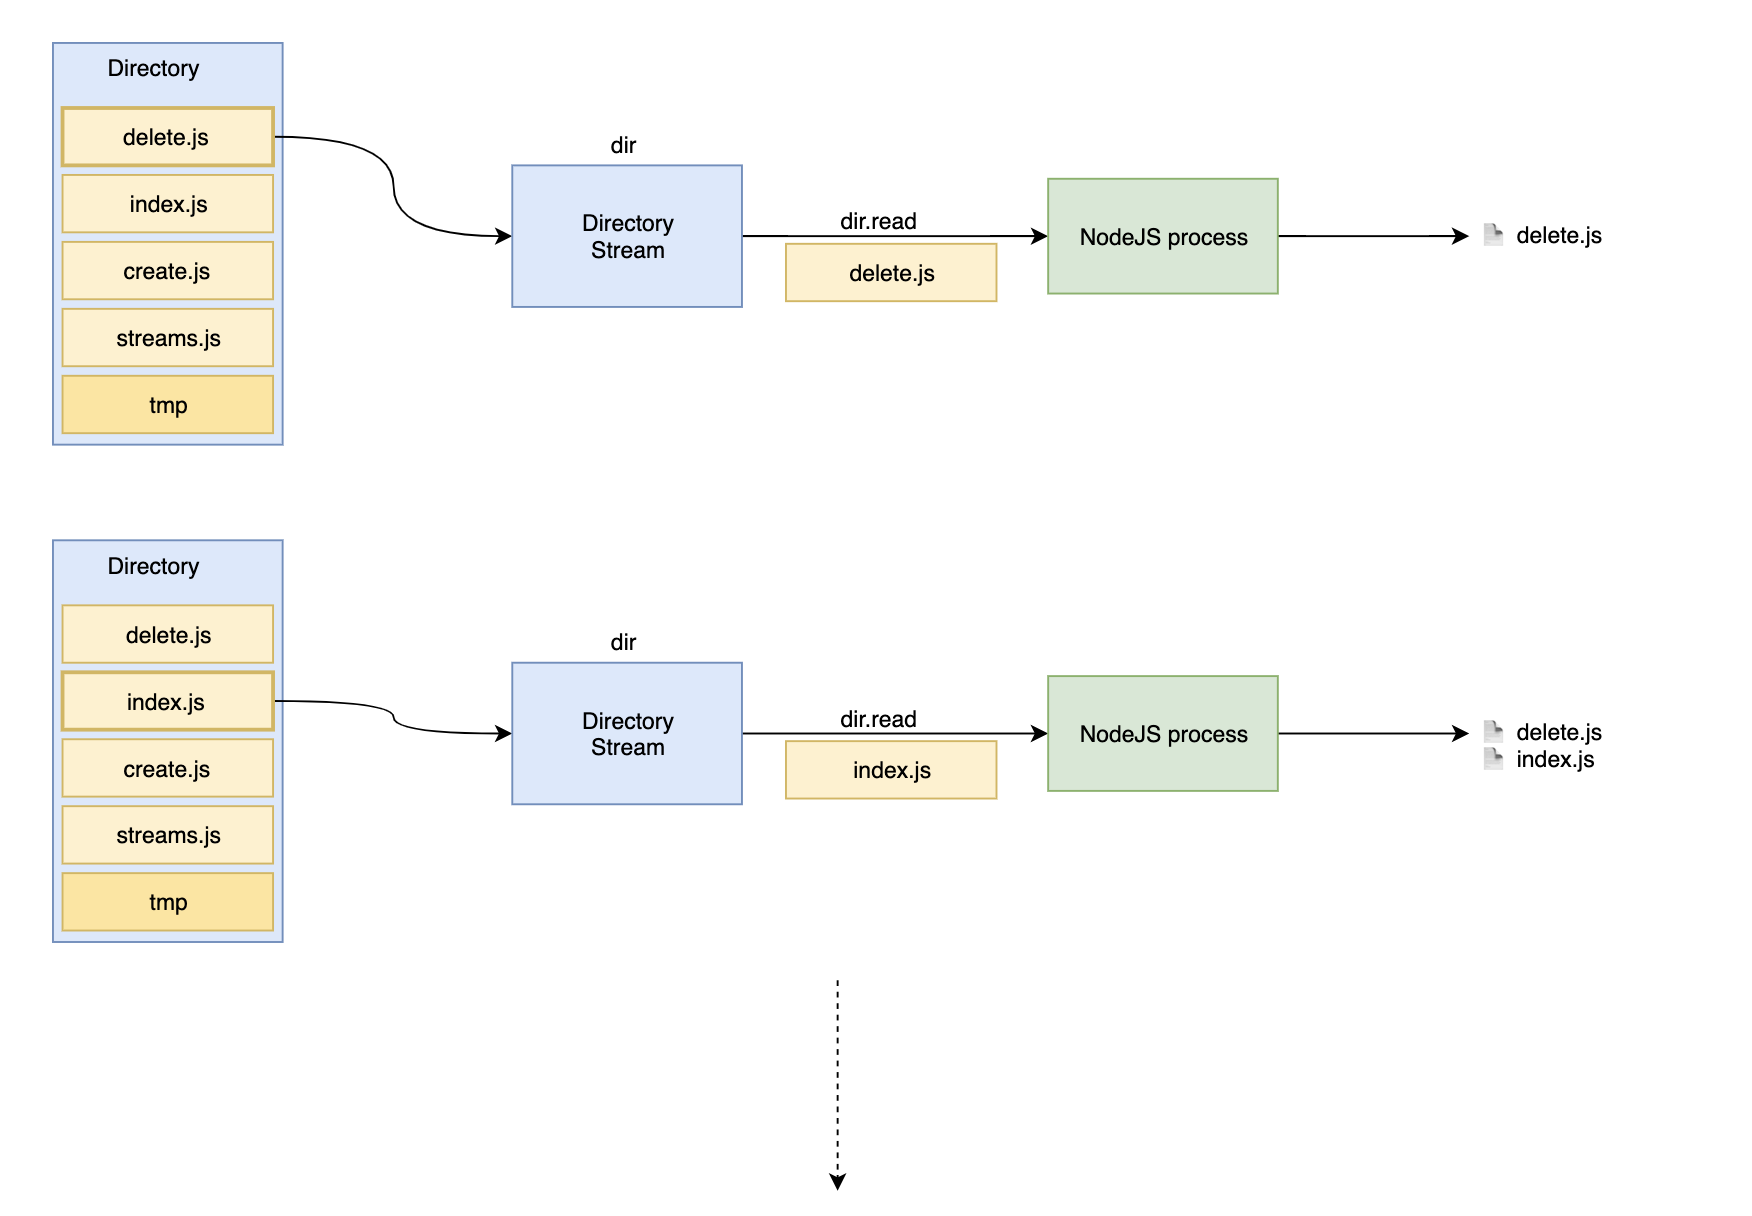 Directory
delete.js
index.js
create.js
streams.js
tmp
dir
Directory
Stream
dir.read
delete.js
NodeJS process
delete.js
Directory
delete.js
index.js
create.js
streams.js
tmp
dir
Directory
Stream
dir.read
index.js
NodeJS process
delete.js
index.js